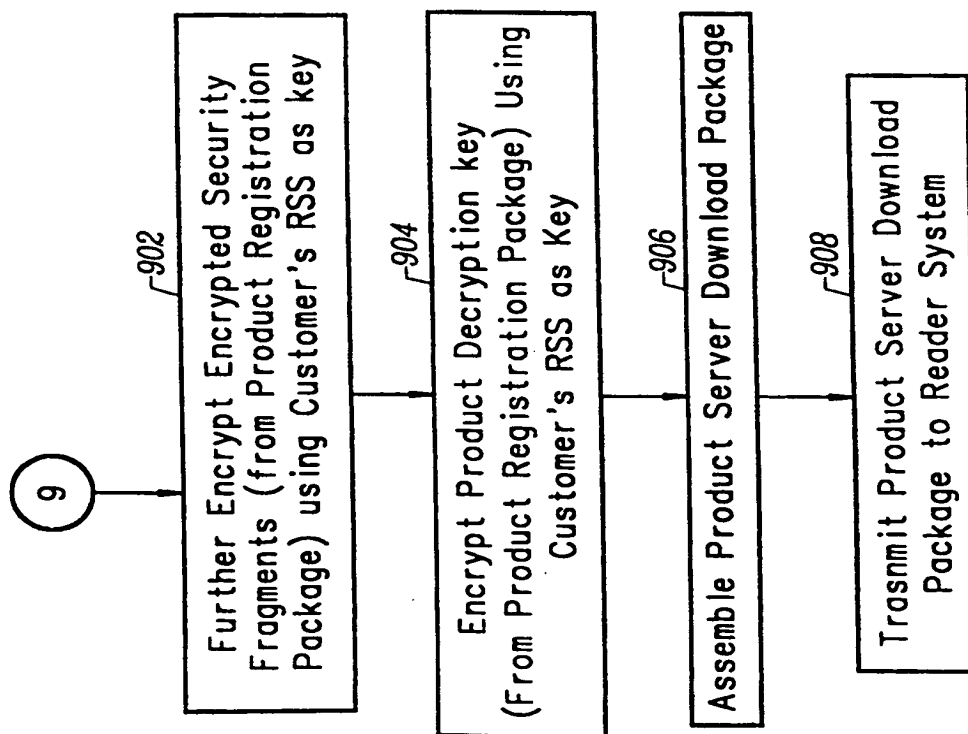 9
902
Further Encrypt Encrypted Security
Fragments (from Product Registration
Package) using Customer's RSS as key
904
Encrypt Product Decryption key
(From Product Registration Package) Using
Customer's RSS as Key
906
Assemble Product Server Download Package
908
Trasnmit Product Server Download
Package to Reader System